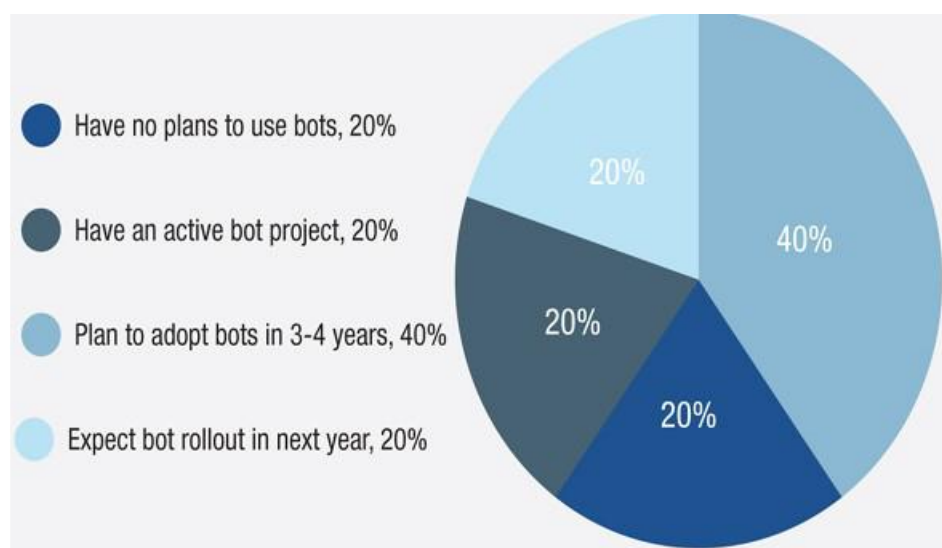 Have no plans to use bots, 20%
Have an active bot project, 20%
Plan to adopt bots in 3-4 years, 40%
Expect bot rollout in next year, 20%
20%
40%
20%
20%